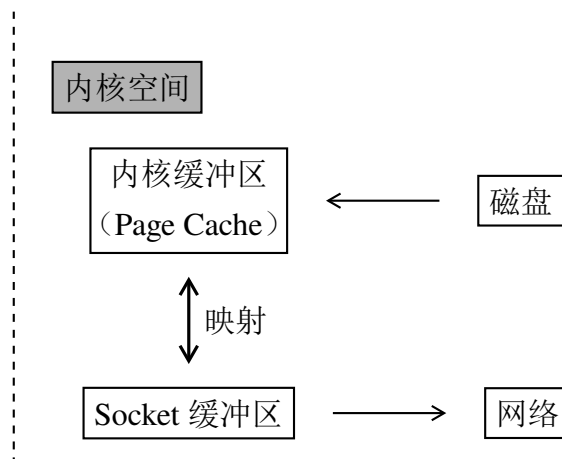 内核空间
内核缓冲区
（Page Cache）
磁盘
映射
Socket 缓冲区
网络